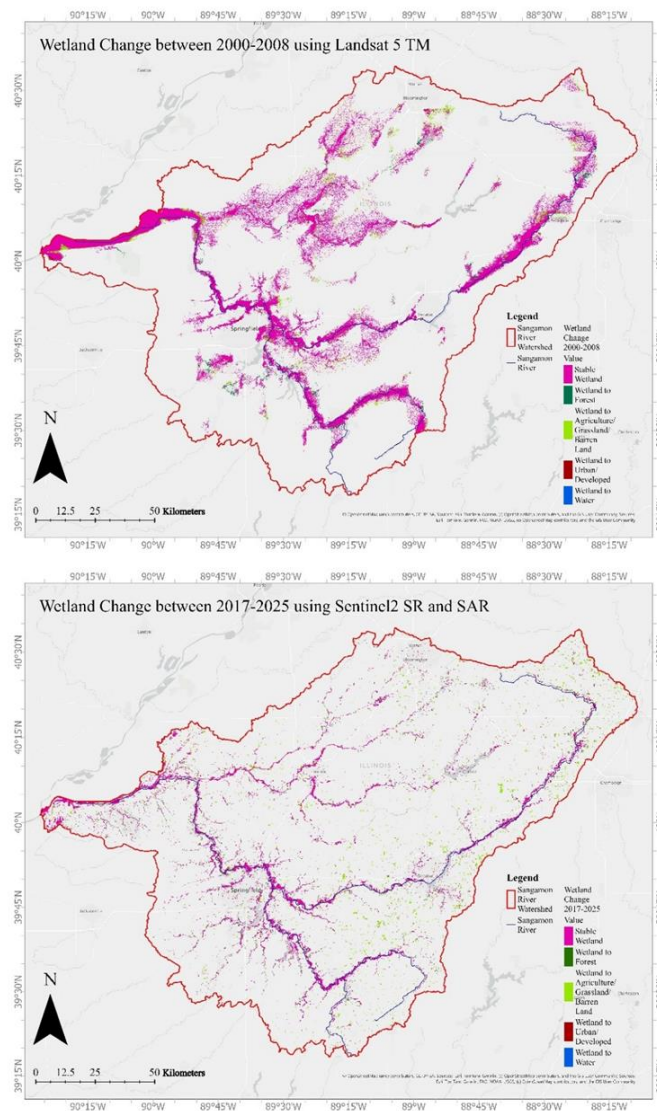 90°15'W 90°W 89°45'W 89°30'W 89°15'W 89°W 88°45'W 88°30'W 88°15'W
Wetland Change between 2000-2008 using Landsat 5 TM
40°30'N
40°15'N
ILLINOIS
40°N
Springfield
39°45'N
39°30'N
39°15'N
Legend
Sangamon River Watershed
Sangamon River
Wetland Change 2000-2008
Value
Stable Wetland
Wetland to Forest
Wetland to Agriculture/ Grassland/ Barren Land
Wetland to Urban/ Developed
Wetland to Water
N
0 12.5 25 50 Kilometers
90°15'W 90°W 89°45'W 89°30'W 89°15'W 89°W 88°45'W 88°30'W 88°15'W
90°15'W 90°W 89°45'W 89°30'W 89°15'W 89°W 88°45'W 88°30'W 88°15'W
Wetland Change between 2017-2025 using Sentinel2 SR and SAR
40°30'N
40°15'N
ILLINOIS
40°N
Springfield
39°45'N
39°30'N
39°15'N
Legend
Sangamon River Watershed
Sangamon River
Wetland Change 2017-2025
Value
Stable Wetland
Wetland to Forest
Wetland to Agriculture/ Grassland/ Barren Land
Wetland to Urban/ Developed
Wetland to Water
N
0 12.5 25 50 Kilometers
90°15'W 90°W 89°45'W 89°30'W 89°15'W 89°W 88°45'W 88°30'W 88°15'W